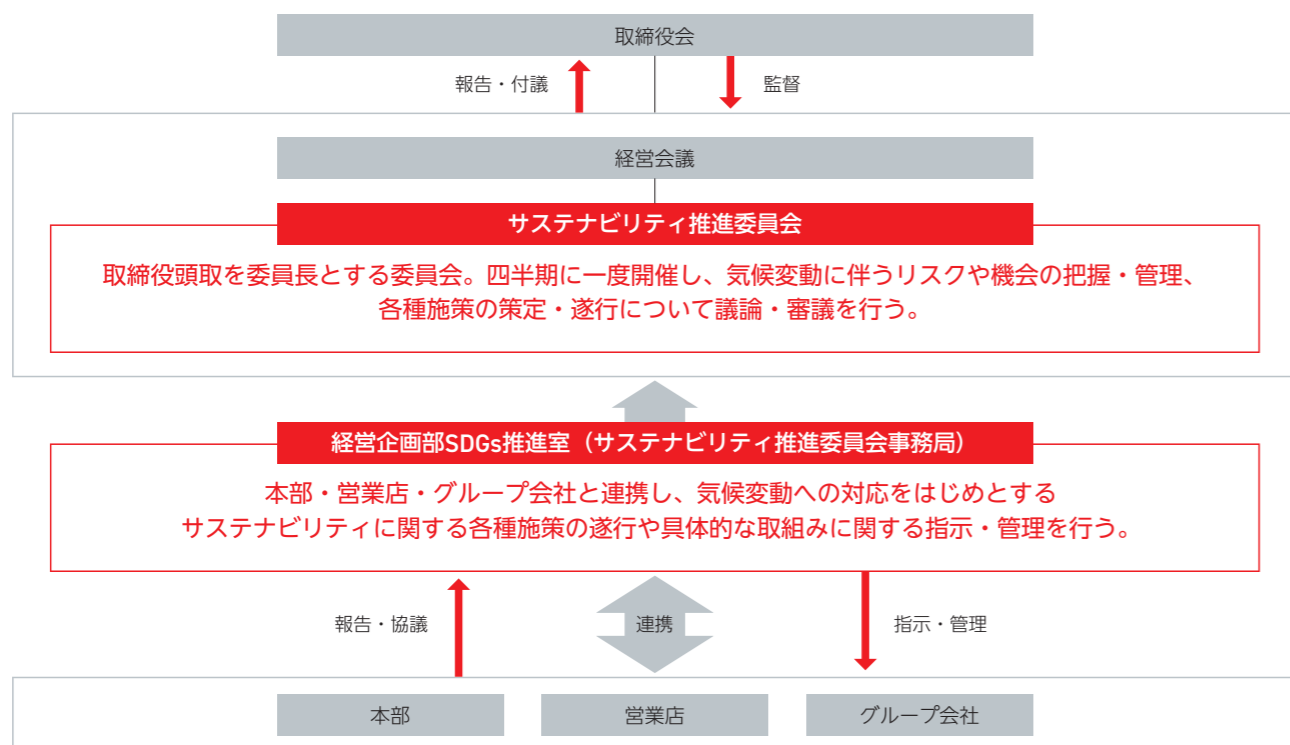 取締役会
報告・付議
監督
経営会議
サステナビリティ推進委員会
取締役頭取を委員長とする委員会。四半期に一度開催し、気候変動に伴うリスクや機会の把握・管理、
各種施策の策定・遂行について議論・審議を行う。
経営企画部SDGs推進室（サステナビリティ推進委員会事務局）
本部・営業店・グループ会社と連携し、気候変動への対応をはじめとする
サステナビリティに関する各種施策の遂行や具体的な取組みに関する指示・管理を行う。
報告・協議
連携
指示・管理
本部
営業店
グループ会社